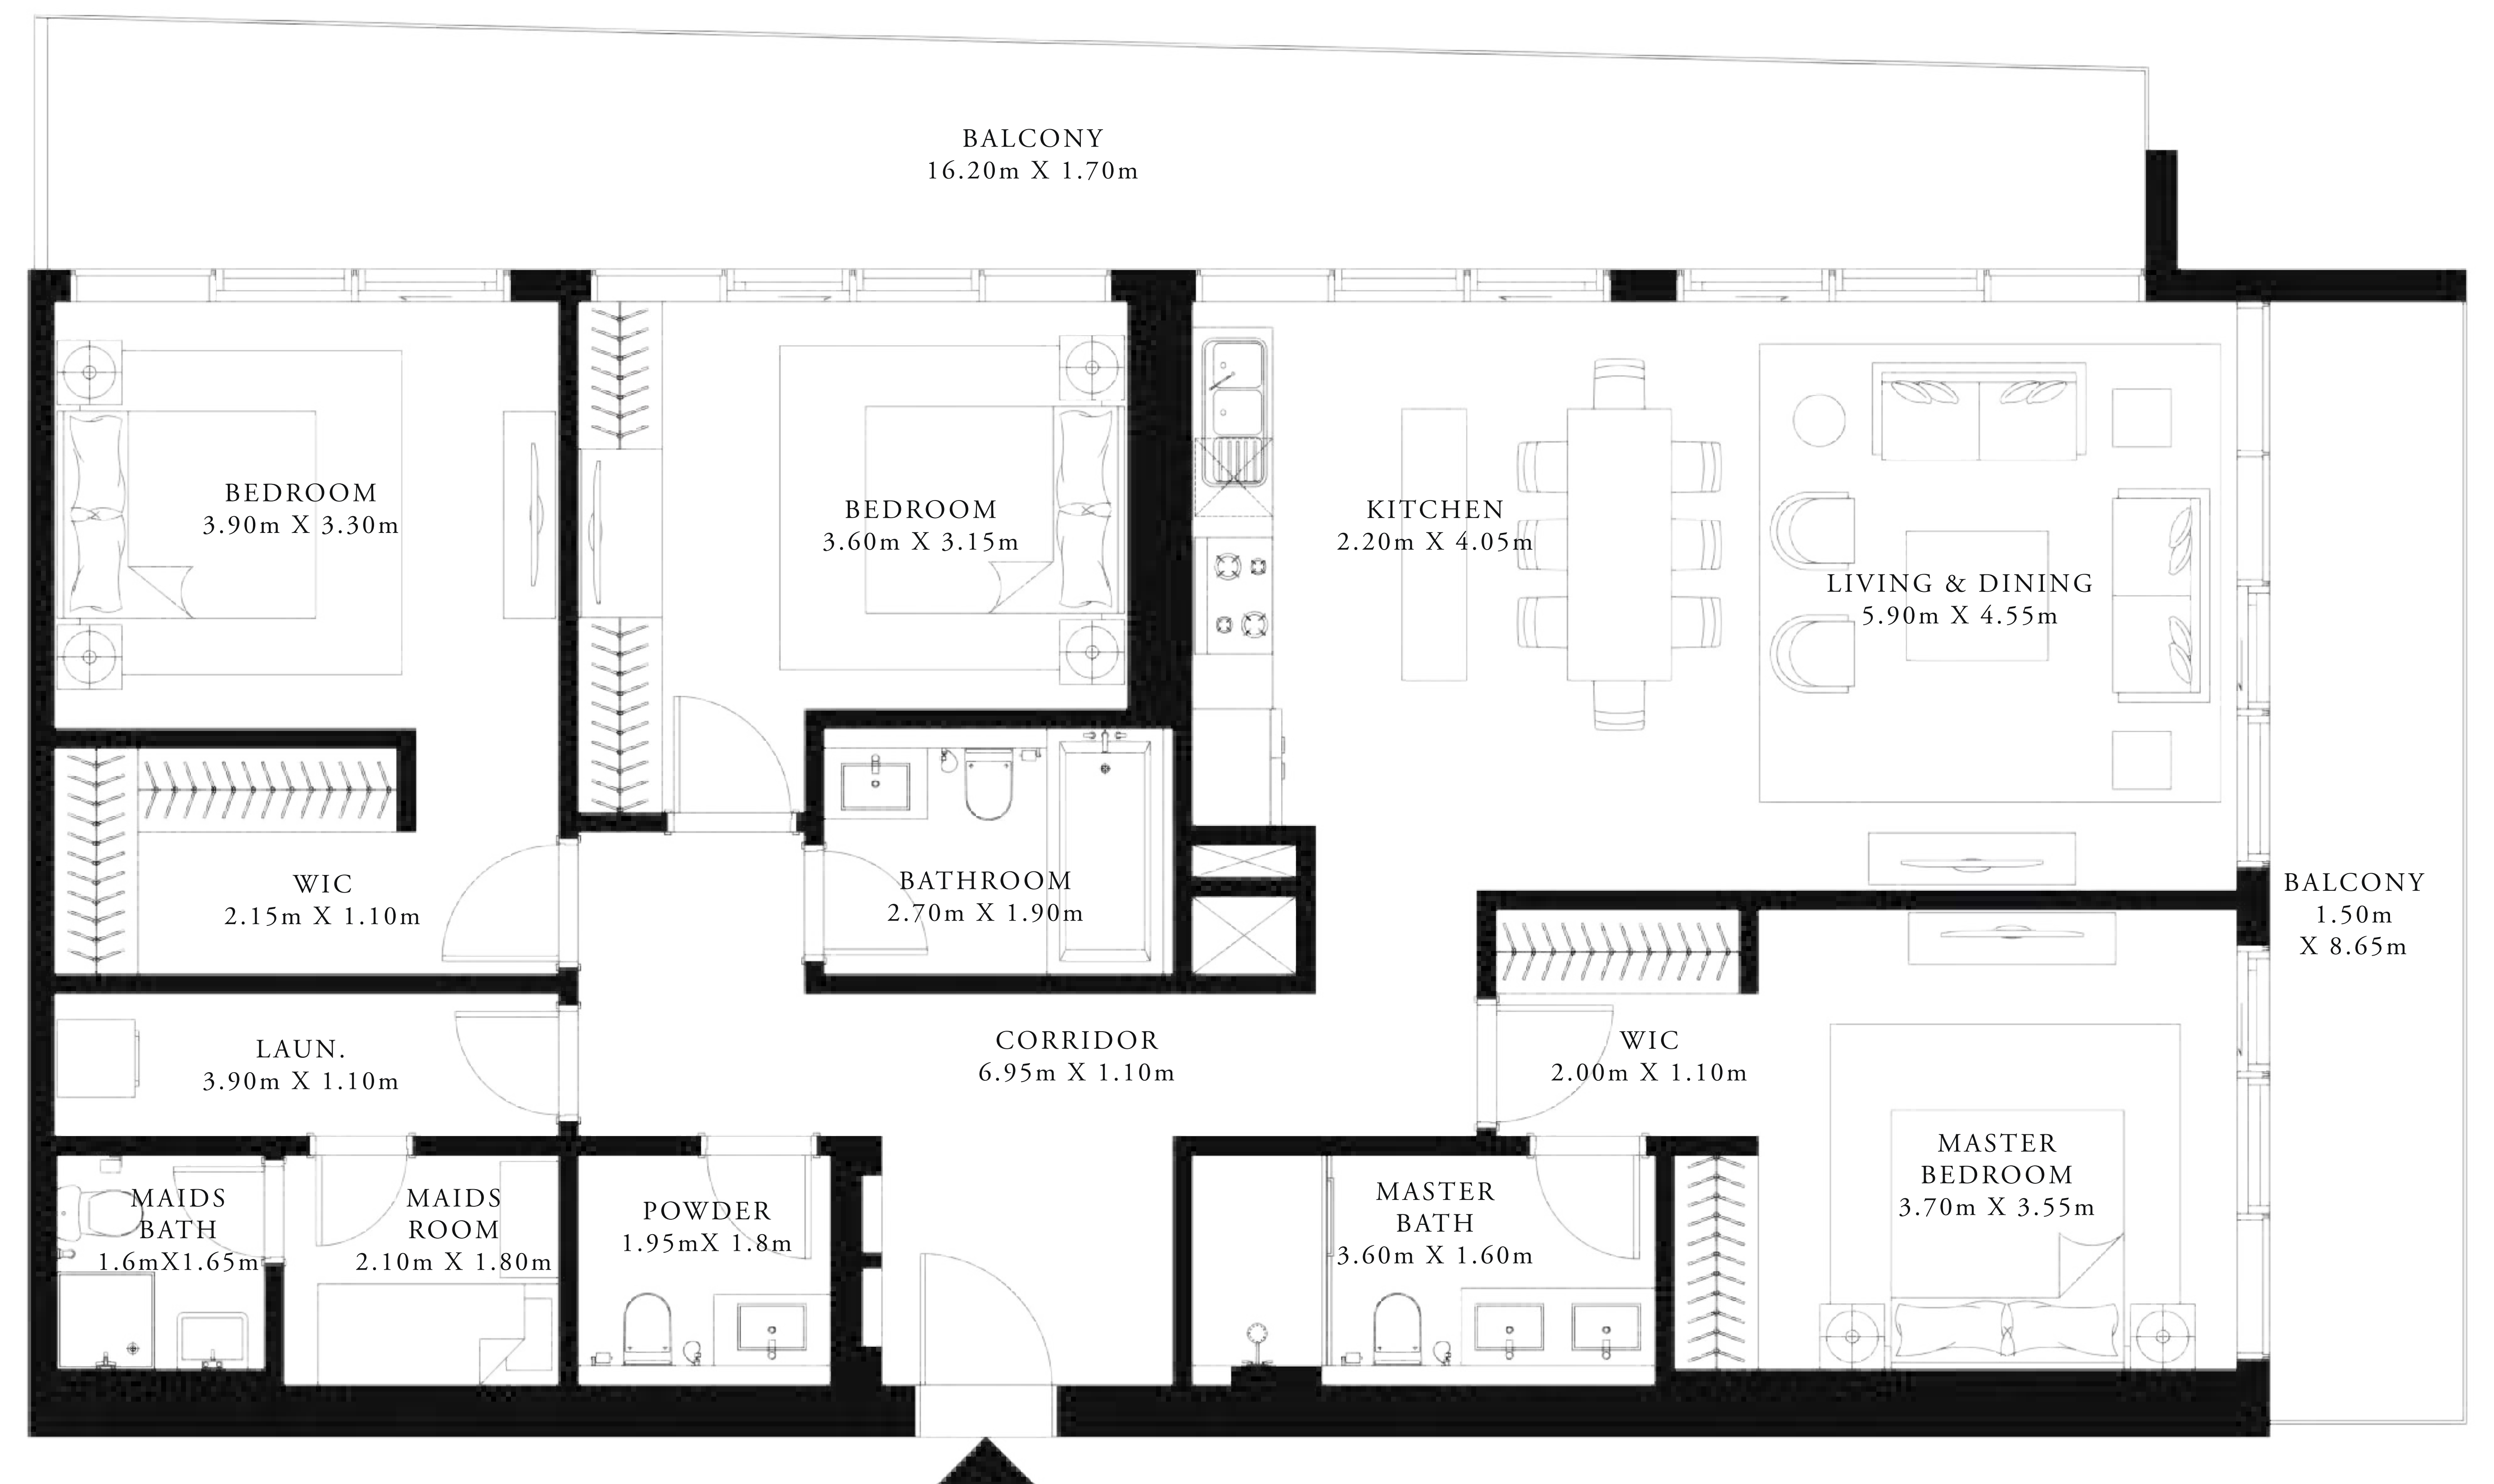 BALCONY
16.20m X 1.70m
BEDROOM
3.90m X 3.30m
BEDROOM
3.60m X 3.15m
KITCHEN
2.20m X 4.05m
LIVING & DINING
5.90m X 4.55m
WIC
2.15m X 1.10m
BATHROOM
2.70m X 1.90m
BALCONY
1.50m
X 8.65m
LAUN.
3.90m X 1.10m
CORRIDOR
6.95m X 1.10m
WIC
2.00m X 1.10m
MASTER
BEDROOM
3.70m X 3.55m
MAIDS
BATH
1.6mX1.65m
MAIDS
ROOM
2.10m X 1.80m
POWDER
1.95mX 1.8m
MASTER
BATH
3.60m X 1.60m